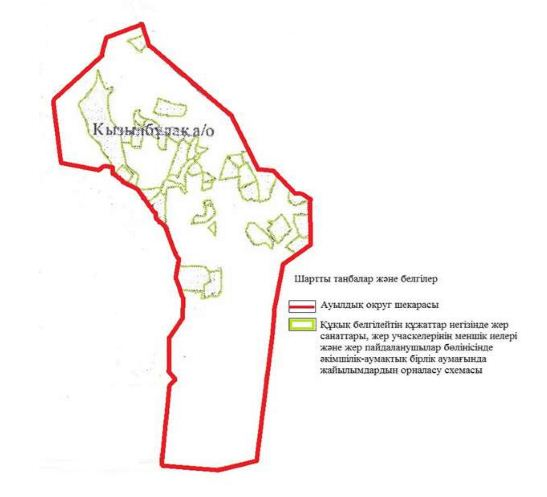 Қызылбұлақ а/о
Шартты танбалар және белгілер
Ауылдық округ шекарасы
Құқық белгілейтін құжаттар негізінде жер
санаттары, жер учаскелерінің меншік иелері
және жер пайдаланушылар бөлінісінде
әкімшілік-аумақтық бірлік аумағында
жайылымдардың орналасу схемасы